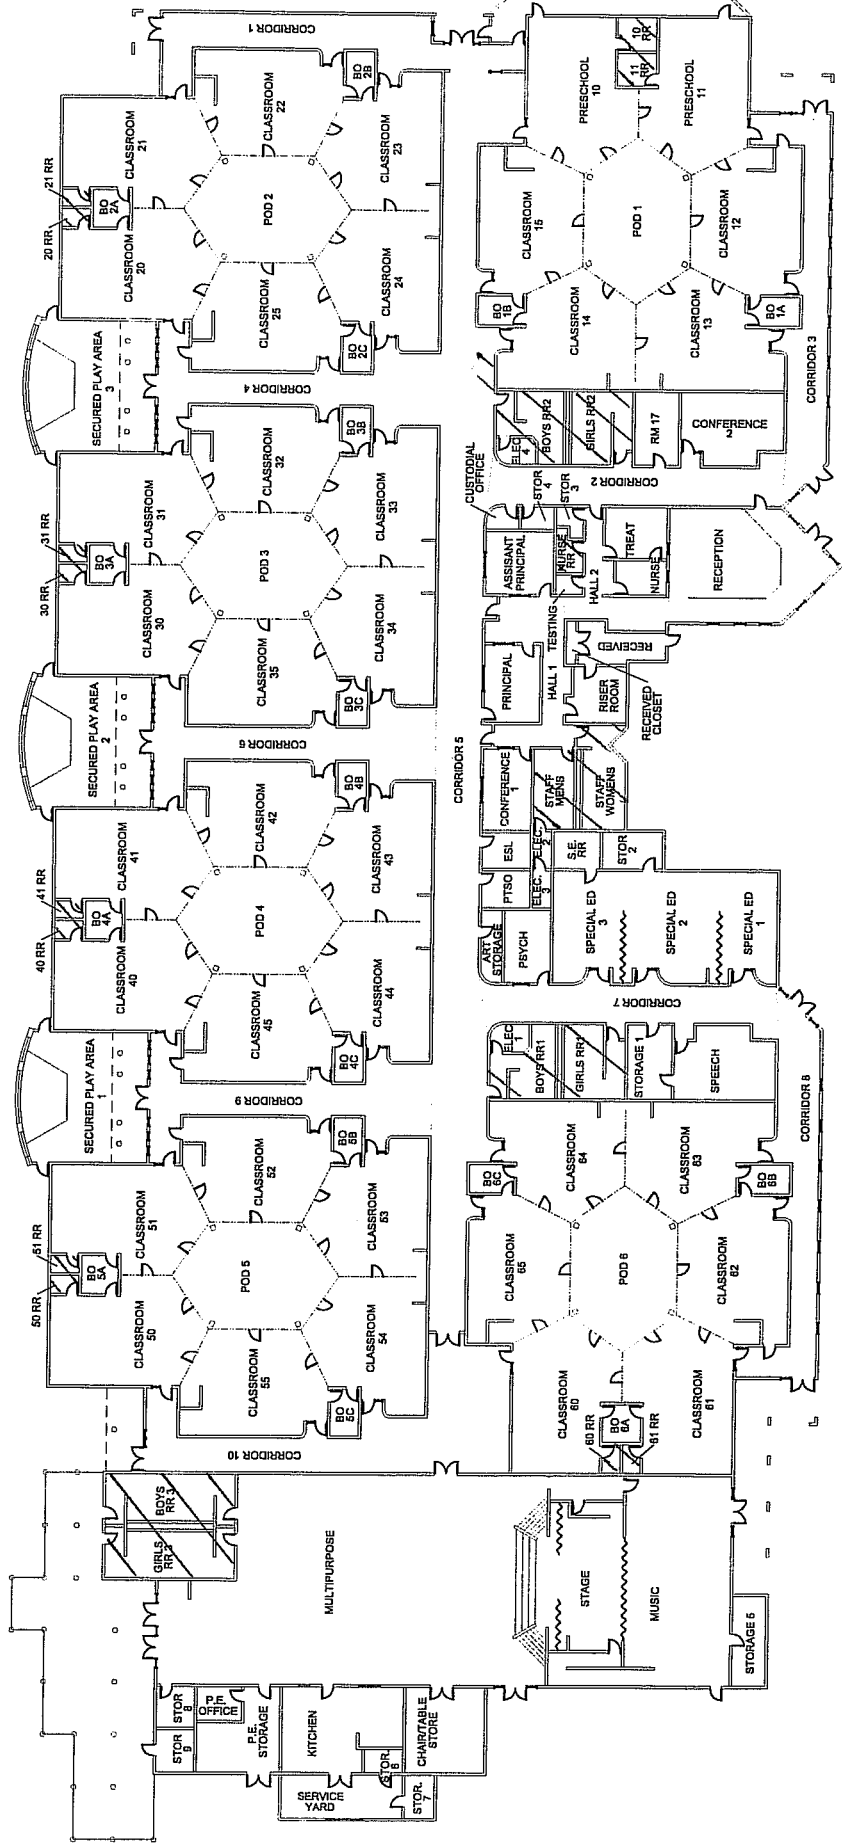 CORRIDOR 1
BO
2B
CLASSROOM
22
CLASSROOM
21
21 RR
BO
2A
20 RR
CLASSROOM
20
CLASSROOM
23
POD 2
CLASSROOM
24
CLASSROOM
25
BO
2C
SECURED PLAY AREA
3
CORRIDOR 4
BO
3B
CLASSROOM
32
CLASSROOM
31
31 RR
BO
3A
30 RR
CLASSROOM
30
CLASSROOM
33
POD 3
CLASSROOM
34
CLASSROOM
35
BO
3C
SECURED PLAY AREA
2
CORRIDOR 6
BO
4B
CLASSROOM
42
CLASSROOM
41
41 RR
BO
4A
40 RR
CLASSROOM
40
CLASSROOM
43
POD 4
CLASSROOM
44
CLASSROOM
45
BO
4C
SECURED PLAY AREA
1
CORRIDOR 9
BO
5B
CLASSROOM
52
CLASSROOM
51
51 RR
BO
5A
50 RR
CLASSROOM
50
CLASSROOM
53
POD 5
CLASSROOM
54
CLASSROOM
55
BO
5C
CORRIDOR 10
BOYS
RR 3
GIRLS
RR 3
MULTIPURPOSE
STOR
8
STOR
9
P.E.
OFFICE
P.E.
STORAGE
KITCHEN
STOR.
6
CHAIR/TABLE
STORE
SERVICE
YARD
STOR.
7
STAGE
MUSIC
STORAGE 5
10
RR
11
RR
PRESCHOOL
10
PRESCHOOL
11
CLASSROOM
15
POD 1
CLASSROOM
12
BO
1B
CLASSROOM
14
CLASSROOM
13
BO
1A
CORRIDOR 3
ELEC
4
BOYS RR2
GIRLS RR2
RM 17
CONFERENCE
2
CORRIDOR 2
CUSTODIAL
OFFICE
STOR
4
STOR
3
ASSISANT
PRINCIPAL
NURSE
RR
TESTING
HALL 2
TREAT
NURSE
RECEPTION
CORRIDOR 5
PRINCIPAL
HALL 1
RECEIVED
RISER
ROOM
RECEIVED
CLOSET
CONFERENCE
1
STAFF
MENS
STAFF
WOMENS
ESL
ELEC.
2
S.E.
RR
STOR
2
PTSO
ELEC.
3
ART
STORAGE
PSYCH
SPECIAL ED
3
SPECIAL ED
2
SPECIAL ED
1
CORRIDOR 7
ELEC
1
BOYS RR1
GIRLS RR1
STORAGE 1
SPEECH
CORRIDOR 8
CLASSROOM
64
CLASSROOM
63
BO
6C
BO
6B
CLASSROOM
65
POD 6
CLASSROOM
62
CLASSROOM
60
60 RR
BO
6A
61 RR
CLASSROOM
61